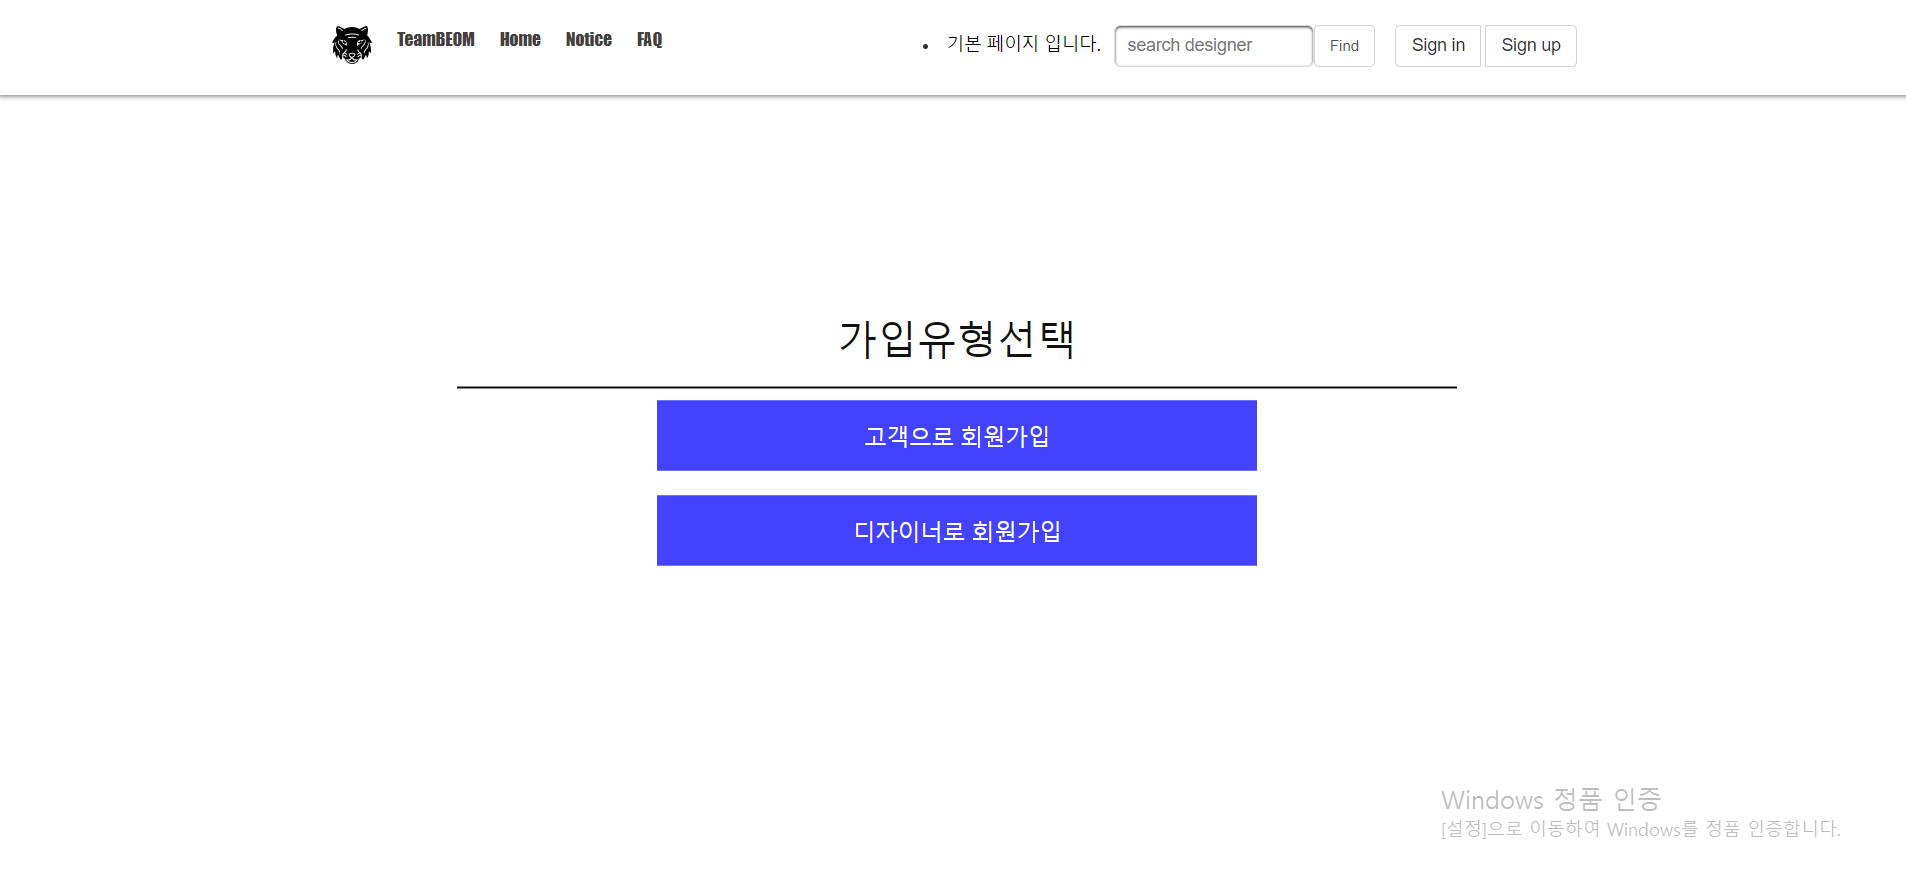 TeamBEOM Home Notice FAQ
기본 페이지 입니다. search designer Find Sign in Sign up
가입유형선택
고객으로 회원가입
디자이너로 회원가입
Windows 정품 인증
[설정]으로 이동하여 Windows를 정품 인증합니다.